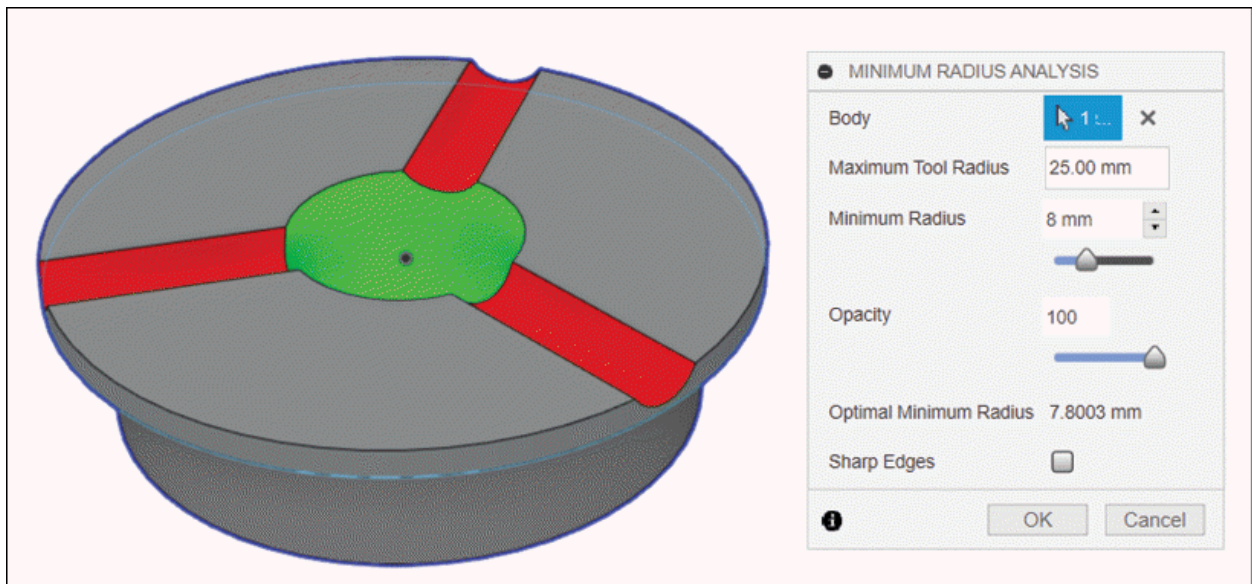 MINIMUM RADIUS ANALYSIS
Body 1 s...
Maximum Tool Radius 25.00 mm
Minimum Radius 8 mm
Opacity 100
Optimal Minimum Radius 7.8003 mm
Sharp Edges
OK Cancel